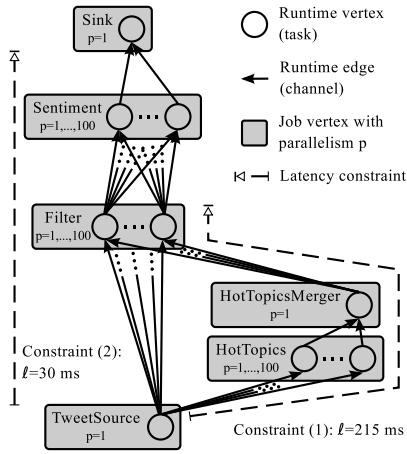 Sink
p=1
Runtime vertex
(task)
Runtime edge
(channel)
Sentiment
p=1,...,100
Job vertex with
parallelism p
Latency constraint
Filter
p=1,...,100
HotTopicsMerger
p=1
HotTopics
p=1,...,100
Constraint (2):
ℓ=30 ms
TweetSource
p=1
Constraint (1): ℓ=215 ms